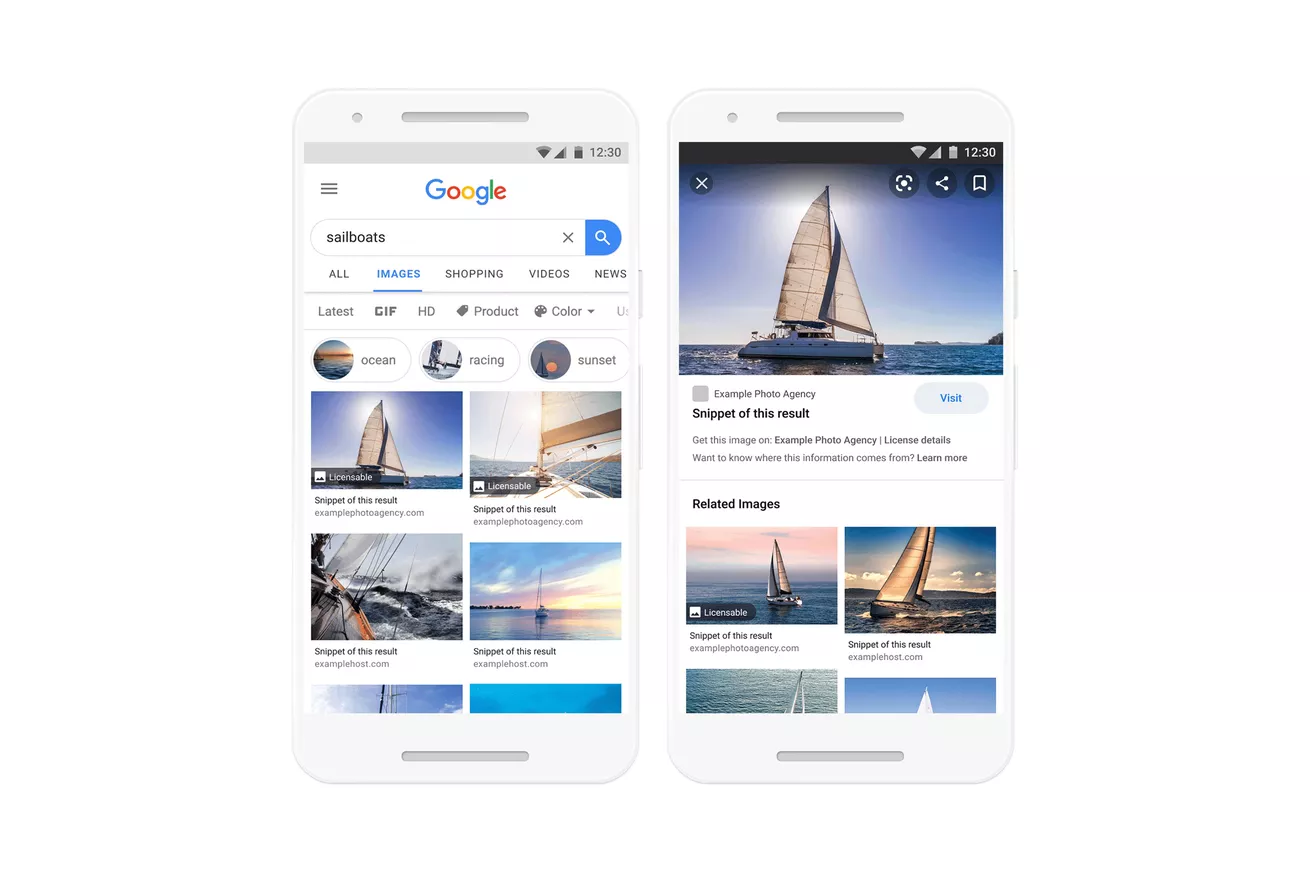 12:30
Google
sailboats
ALL IMAGES SHOPPING VIDEOS NEWS
Latest GIF HD Product Color Us
ocean racing sunset
Licensable
Snippet of this result
examplephotoagency.com
Licensable
Snippet of this result
examplephotoagency.com
Snippet of this result
examplehost.com
Snippet of this result
examplehost.com
12:30
Example Photo Agency
Snippet of this result
Visit
Get this image on: Example Photo Agency | License details
Want to know where this information comes from? Learn more
Related Images
Licensable
Snippet of this result
examplephotoagency.com
Snippet of this result
examplehost.com